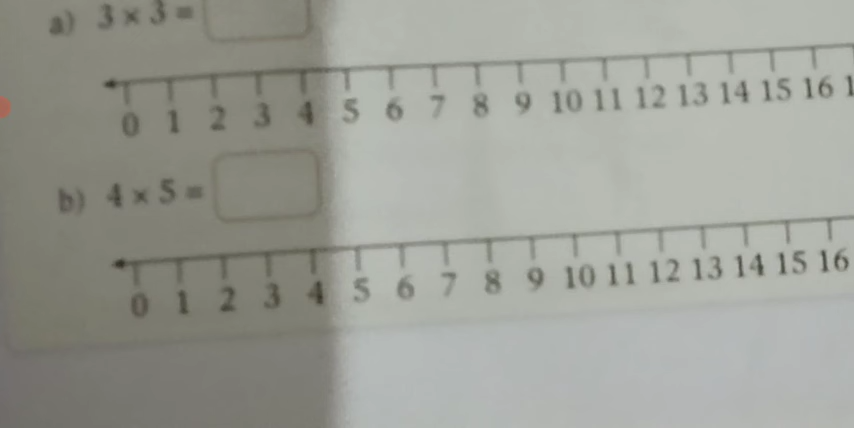 a) 3 × 3 =
0 1 2 3 4 5 6 7 8 9 10 11 12 13 14 15 16 1
b) 4 × 5 =
0 1 2 3 4 5 6 7 8 9 10 11 12 13 14 15 16